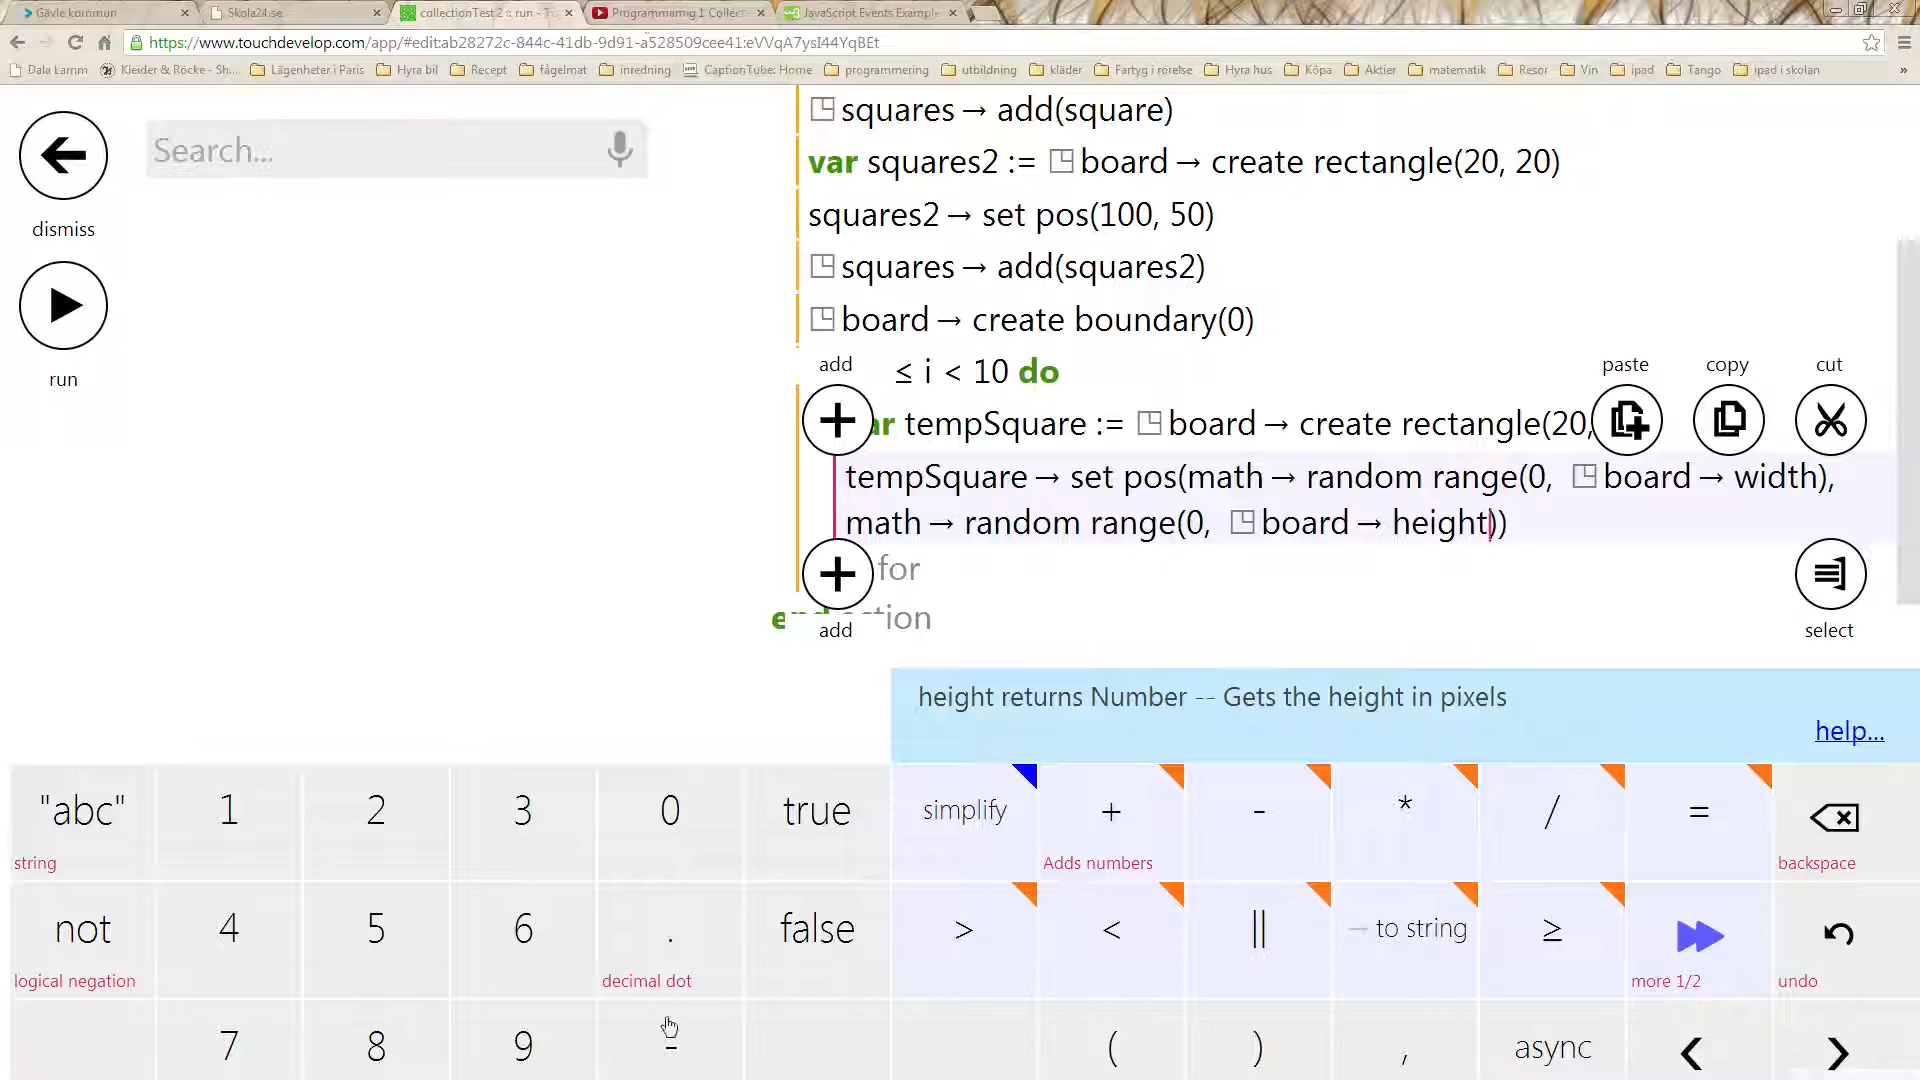 Gävle kommun
Skola24.se
collectionTest 2 :: run - T
Programmering 1 Collect
JavaScript Events Example
https://www.touchdevelop.com/app/#edit:ab28272c-844c-41db-9d91-a528509cee41:eVVqA7ysI44YqBEt
Dala Lamm
Kleider & Röcke - Sh...
Lägenheter i Paris
Hyra bil
Recept
fågelmat
inredning
CaptionTube: Home
programmering
utbildning
kläder
Fartyg i rörelse
Hyra hus
Köpa
Aktier
matematik
Resor
Vin
ipad
Tango
ipad i skolan
»
Search...
dismiss
run
squares → add(square)
var squares2 := board → create rectangle(20, 20)
squares2 → set pos(100, 50)
squares → add(squares2)
board → create boundary(0)
add
≤ i < 10 do
paste
copy
cut
ar tempSquare := board → create rectangle(20,
tempSquare → set pos(math → random range(0, board → width),
math → random range(0, board → height))
for
action
add
select
height returns Number -- Gets the height in pixels
help...
"abc"
string
1
2
3
0
true
simplify
+
Adds numbers
-
*
/
=
backspace
not
logical negation
4
5
6
.
decimal dot
false
>
<
||
→ to string
≥
more 1/2
undo
7
8
9
-
(
)
,
async